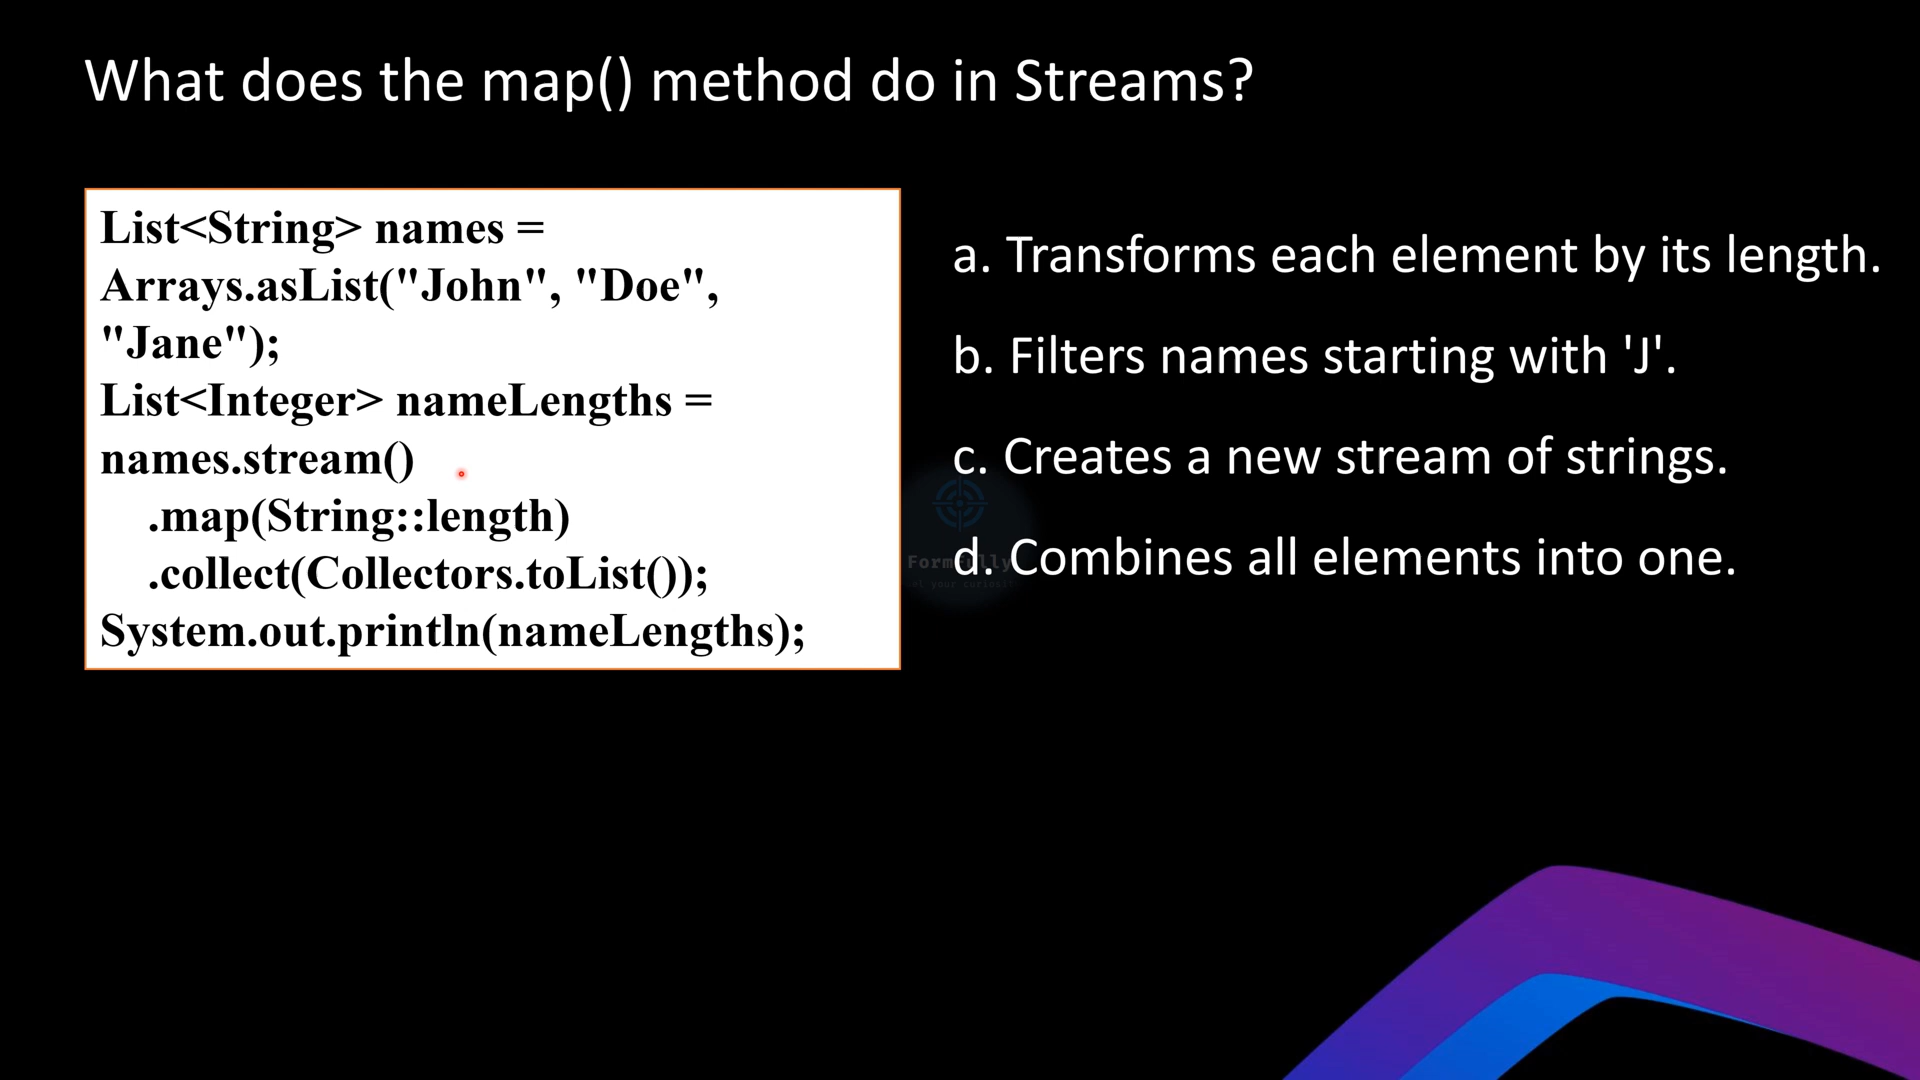 What does the map() method do in Streams?
List<String> names =
Arrays.asList("John", "Doe",
"Jane");
List<Integer> nameLengths =
names.stream()
.map(String::length)
.collect(Collectors.toList());
System.out.println(nameLengths);
a. Transforms each element by its length.
b. Filters names starting with 'J'.
c. Creates a new stream of strings.
d. Combines all elements into one.